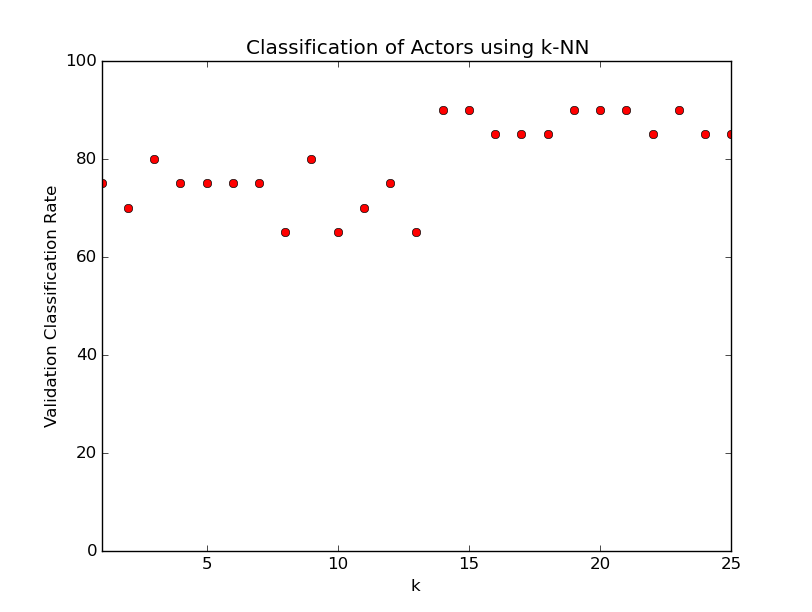 Classification of Actors using k-NN
100
80
60
40
20
0
Validation Classification Rate
5 10 15 20 25
k